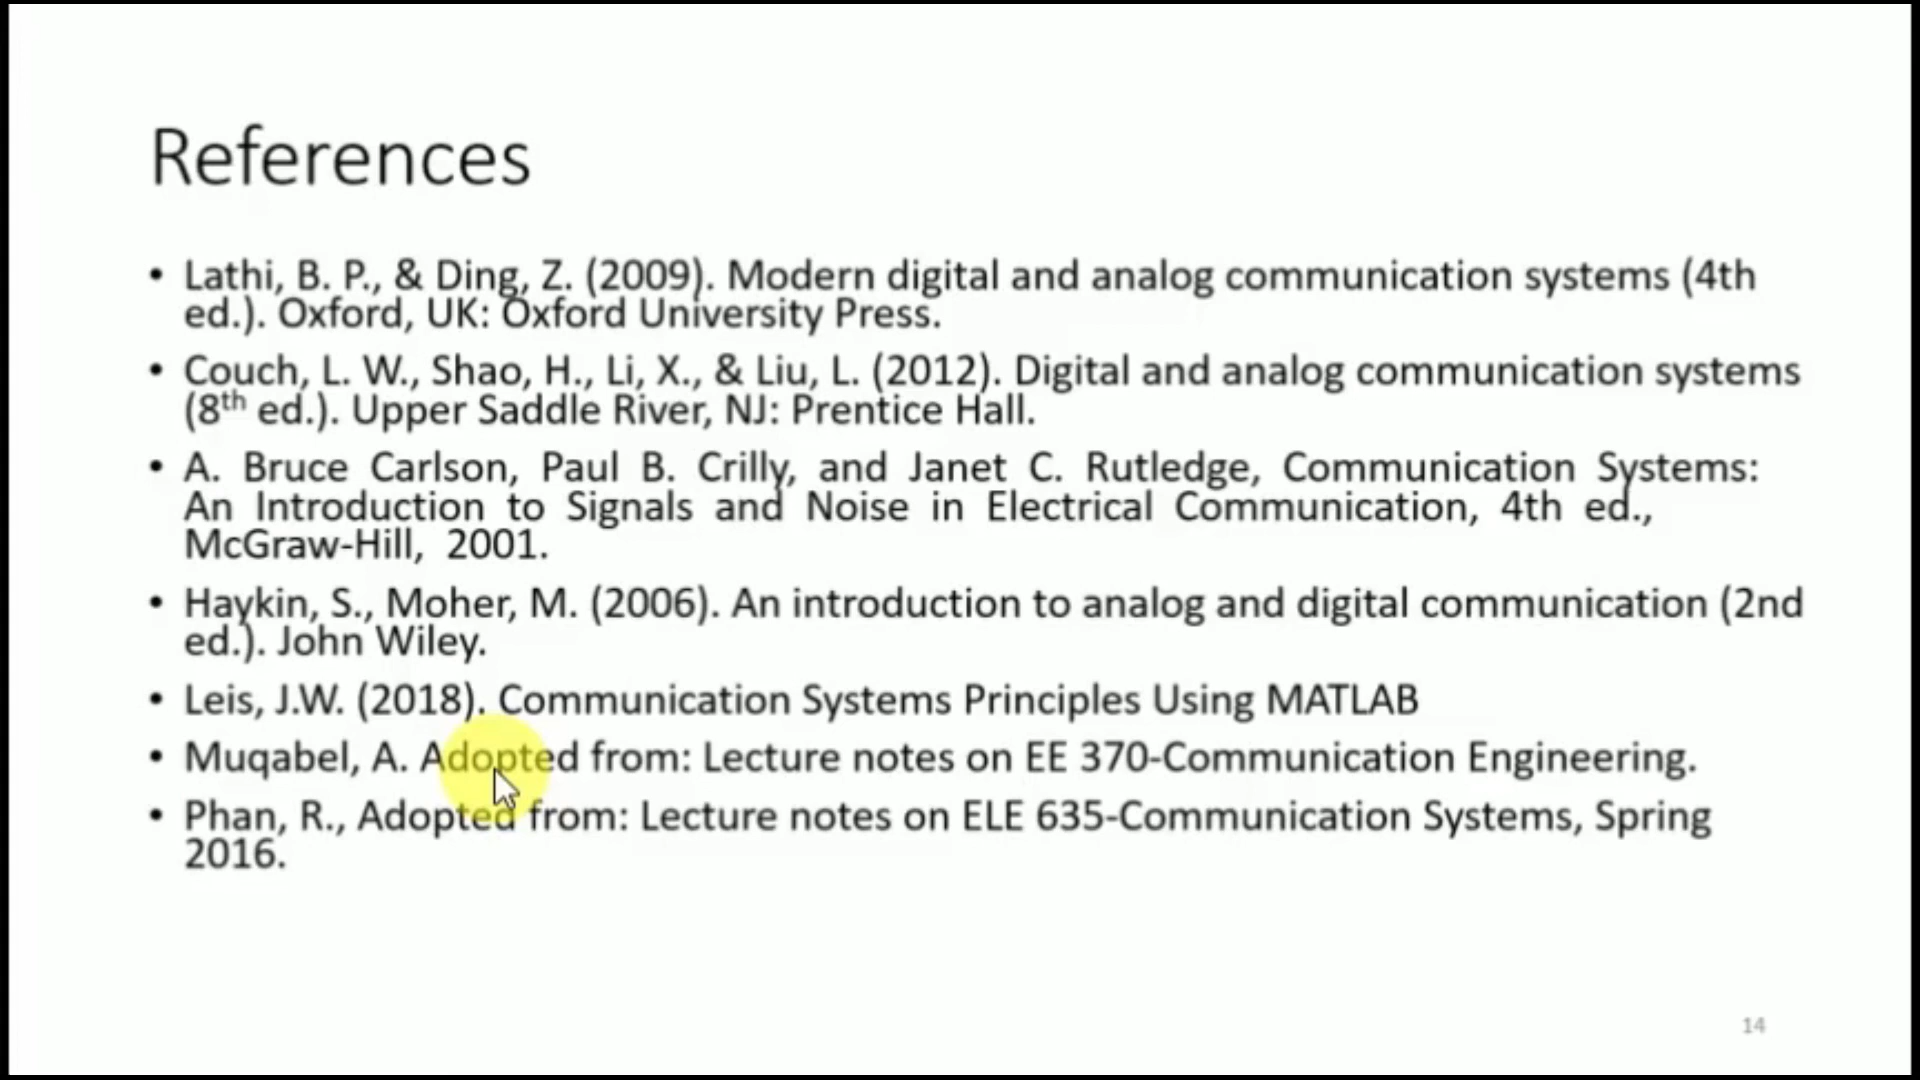 References
• Lathi, B. P., & Ding, Z. (2009). Modern digital and analog communication systems (4th
ed.). Oxford, UK: Oxford University Press.
• Couch, L. W., Shao, H., Li, X., & Liu, L. (2012). Digital and analog communication systems
(8th ed.). Upper Saddle River, NJ: Prentice Hall.
• A. Bruce Carlson, Paul B. Crilly, and Janet C. Rutledge, Communication Systems:
An Introduction to Signals and Noise in Electrical Communication, 4th ed.,
McGraw-Hill, 2001.
• Haykin, S., Moher, M. (2006). An introduction to analog and digital communication (2nd
ed.). John Wiley.
• Leis, J.W. (2018). Communication Systems Principles Using MATLAB
• Muqabel, A. Adopted from: Lecture notes on EE 370-Communication Engineering.
• Phan, R., Adopted from: Lecture notes on ELE 635-Communication Systems, Spring
2016.
14